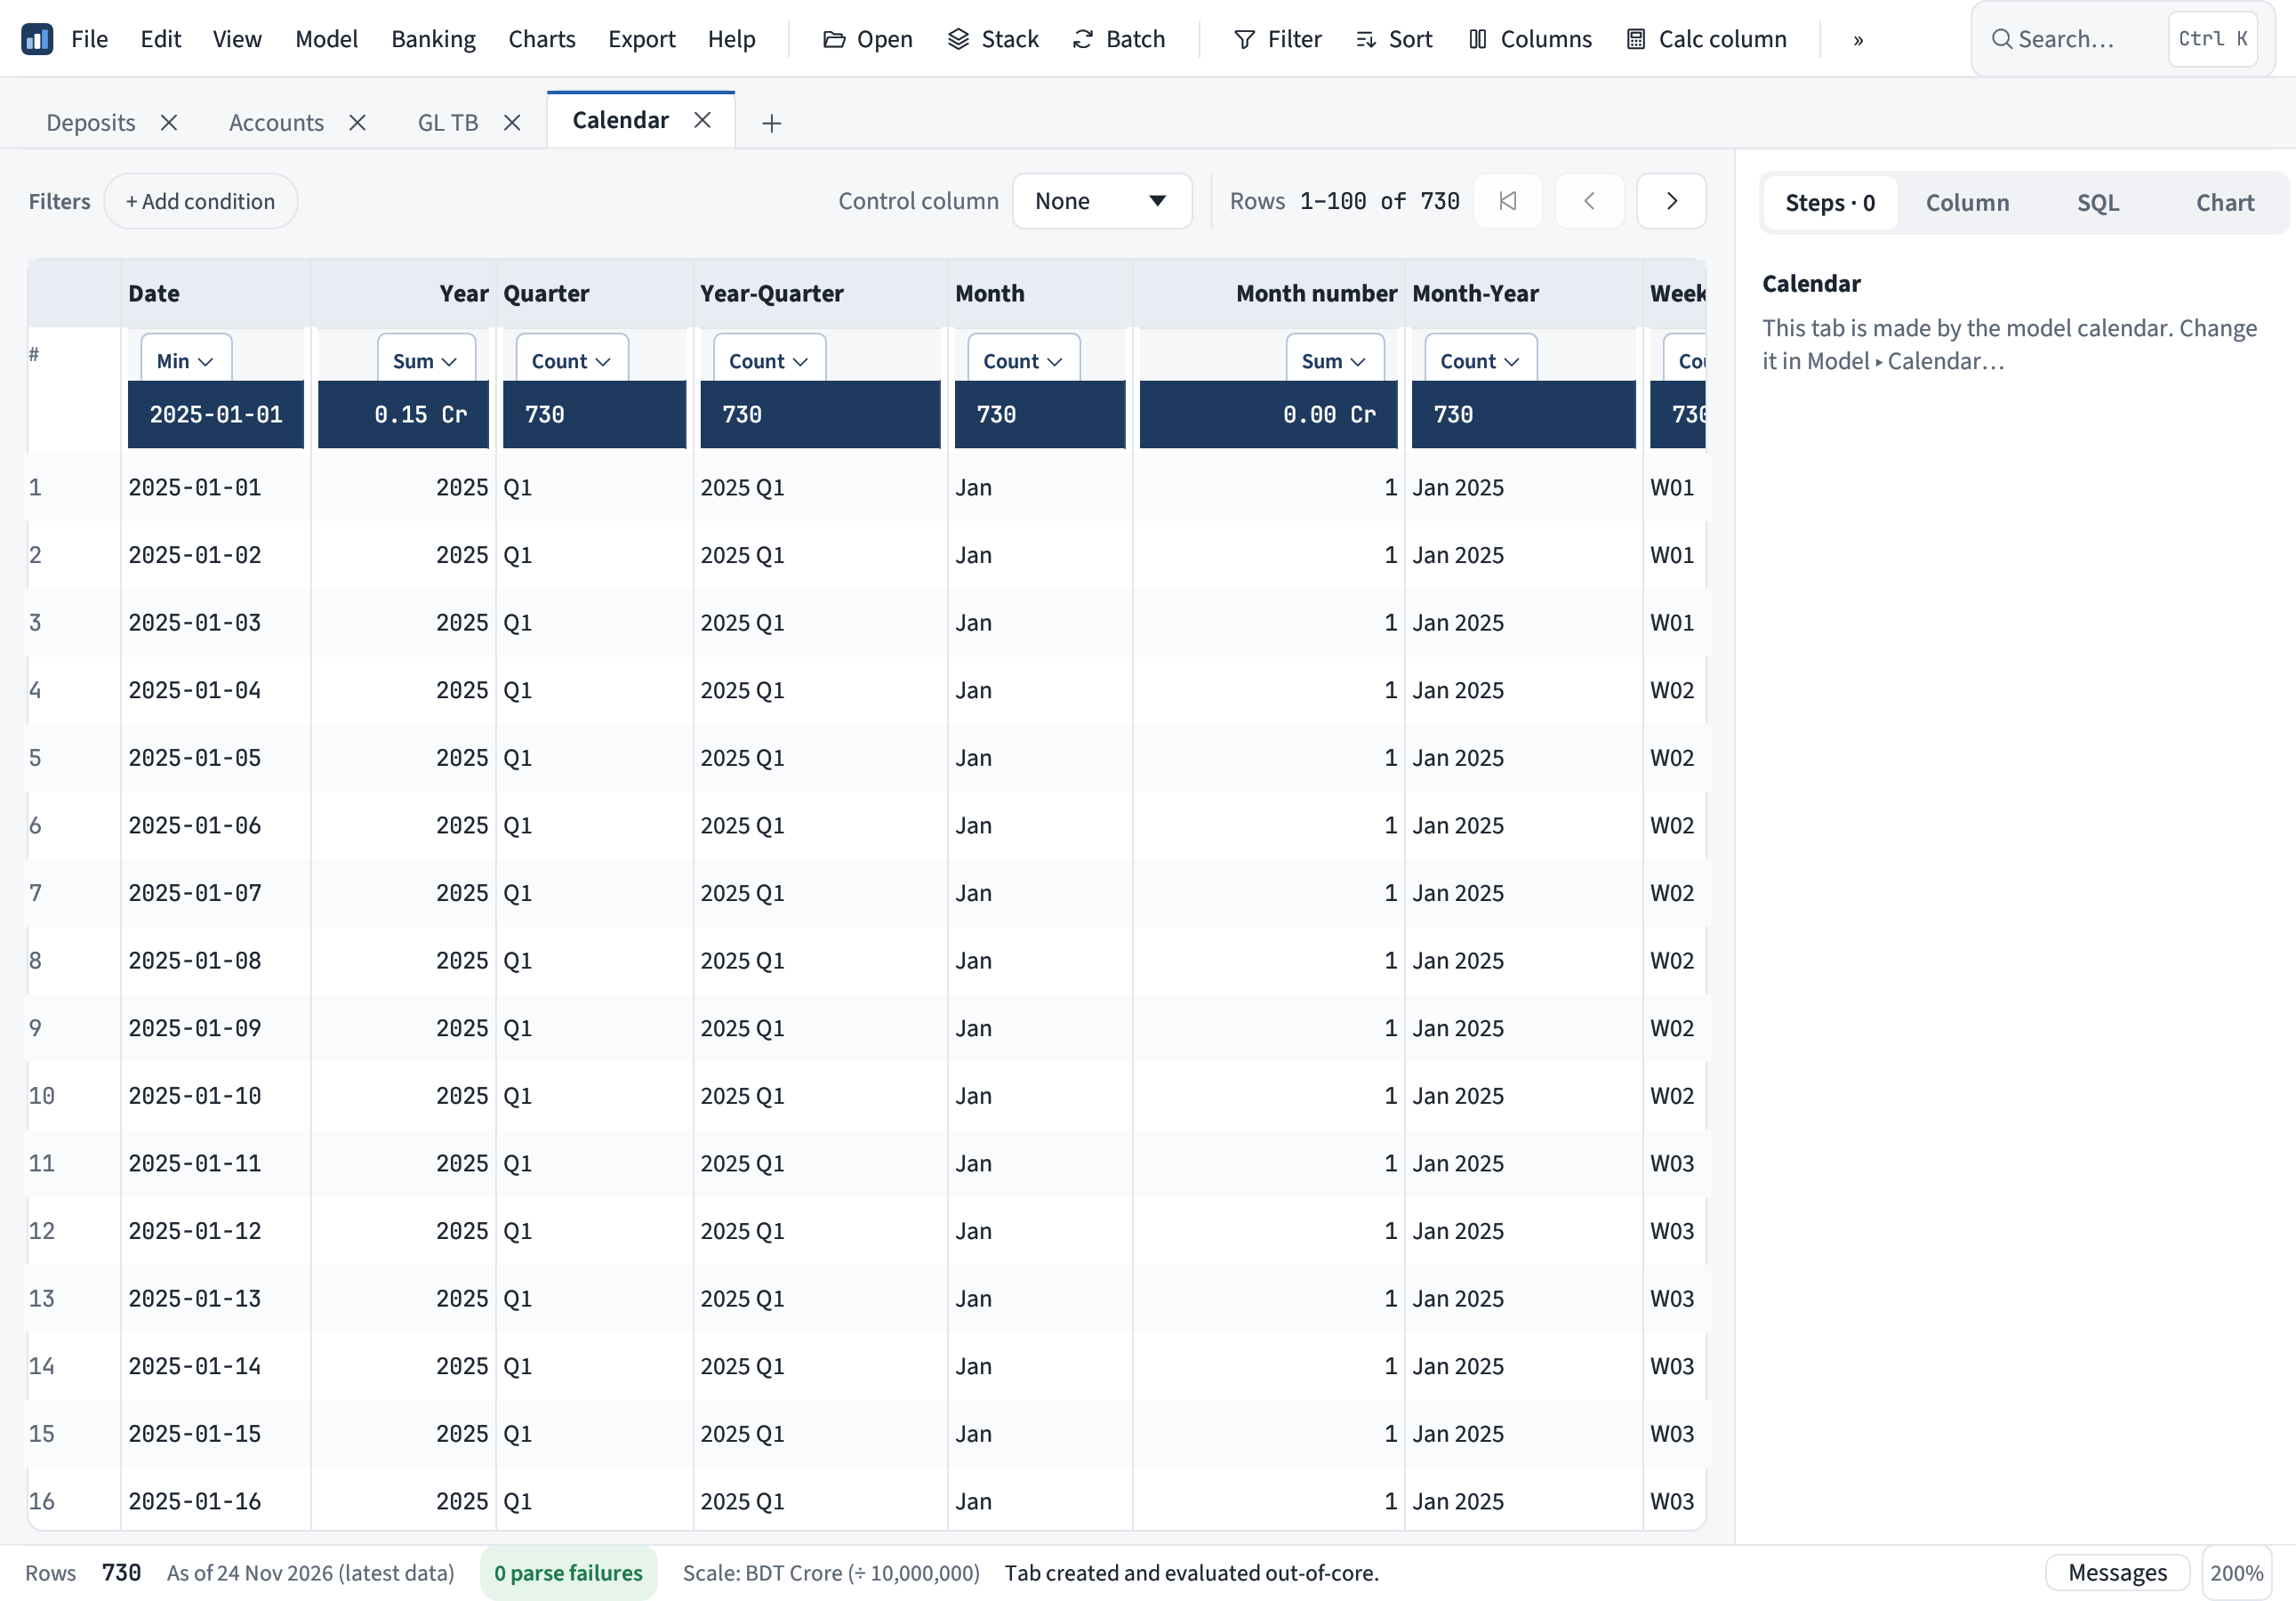 File Edit View Model Banking Charts Export Help Open Stack Batch Filter Sort Columns Calc column » Search… Ctrl K
Deposits Accounts GL TB Calendar
Filters + Add condition Control column None Rows 1–100 of 730
Steps · 0 Column SQL Chart
Calendar
This tab is made by the model calendar. Change
it in Model ▸ Calendar…
Date Year Quarter Year-Quarter Month Month number Month-Year Week
# Min Sum Count Count Count Sum Count Cou
2025-01-01 0.15 Cr 730 730 730 0.00 Cr 730 730
1 2025-01-01 2025 Q1 2025 Q1 Jan 1 Jan 2025 W01
2 2025-01-02 2025 Q1 2025 Q1 Jan 1 Jan 2025 W01
3 2025-01-03 2025 Q1 2025 Q1 Jan 1 Jan 2025 W01
4 2025-01-04 2025 Q1 2025 Q1 Jan 1 Jan 2025 W02
5 2025-01-05 2025 Q1 2025 Q1 Jan 1 Jan 2025 W02
6 2025-01-06 2025 Q1 2025 Q1 Jan 1 Jan 2025 W02
7 2025-01-07 2025 Q1 2025 Q1 Jan 1 Jan 2025 W02
8 2025-01-08 2025 Q1 2025 Q1 Jan 1 Jan 2025 W02
9 2025-01-09 2025 Q1 2025 Q1 Jan 1 Jan 2025 W02
10 2025-01-10 2025 Q1 2025 Q1 Jan 1 Jan 2025 W02
11 2025-01-11 2025 Q1 2025 Q1 Jan 1 Jan 2025 W03
12 2025-01-12 2025 Q1 2025 Q1 Jan 1 Jan 2025 W03
13 2025-01-13 2025 Q1 2025 Q1 Jan 1 Jan 2025 W03
14 2025-01-14 2025 Q1 2025 Q1 Jan 1 Jan 2025 W03
15 2025-01-15 2025 Q1 2025 Q1 Jan 1 Jan 2025 W03
16 2025-01-16 2025 Q1 2025 Q1 Jan 1 Jan 2025 W03
Rows 730 As of 24 Nov 2026 (latest data) 0 parse failures Scale: BDT Crore (÷ 10,000,000) Tab created and evaluated out-of-core. Messages 200%